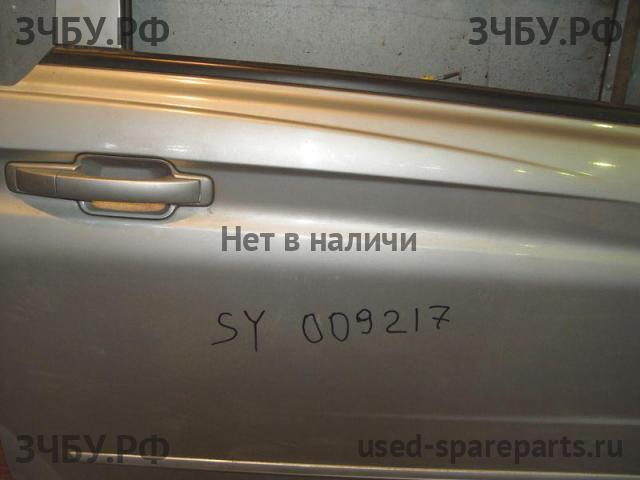 ЗЧБУ.РФ ЗЧБУ.РФ
Нет в наличи
SY 009217
ЗЧБУ.РФ used-spareparts.ru